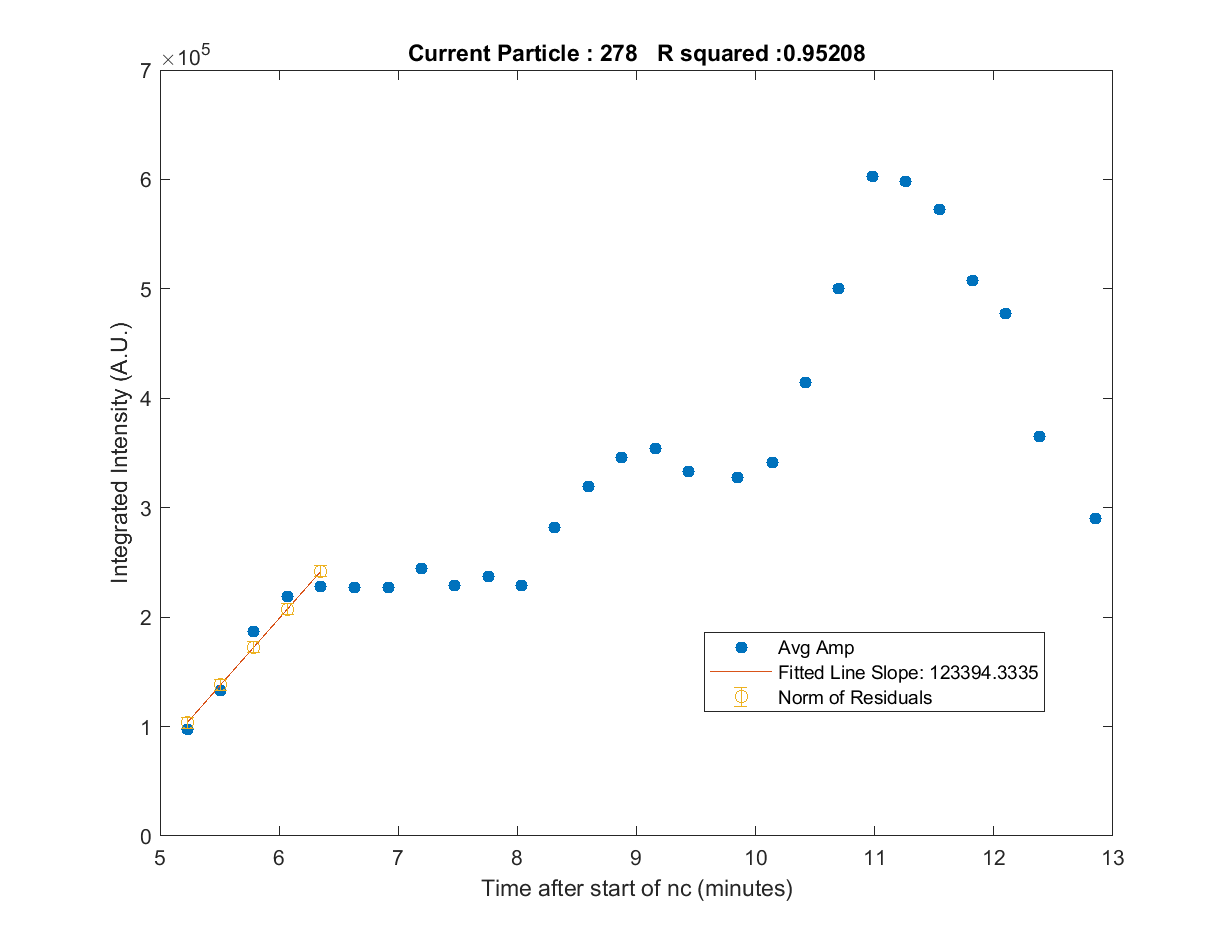 Current Particle : 278 R squared :0.95208
×10^5
7
6
5
4
3
2
1
0
Integrated Intensity (A.U.)
Avg Amp
Fitted Line Slope: 123394.3335
Norm of Residuals
5 6 7 8 9 10 11 12 13
Time after start of nc (minutes)